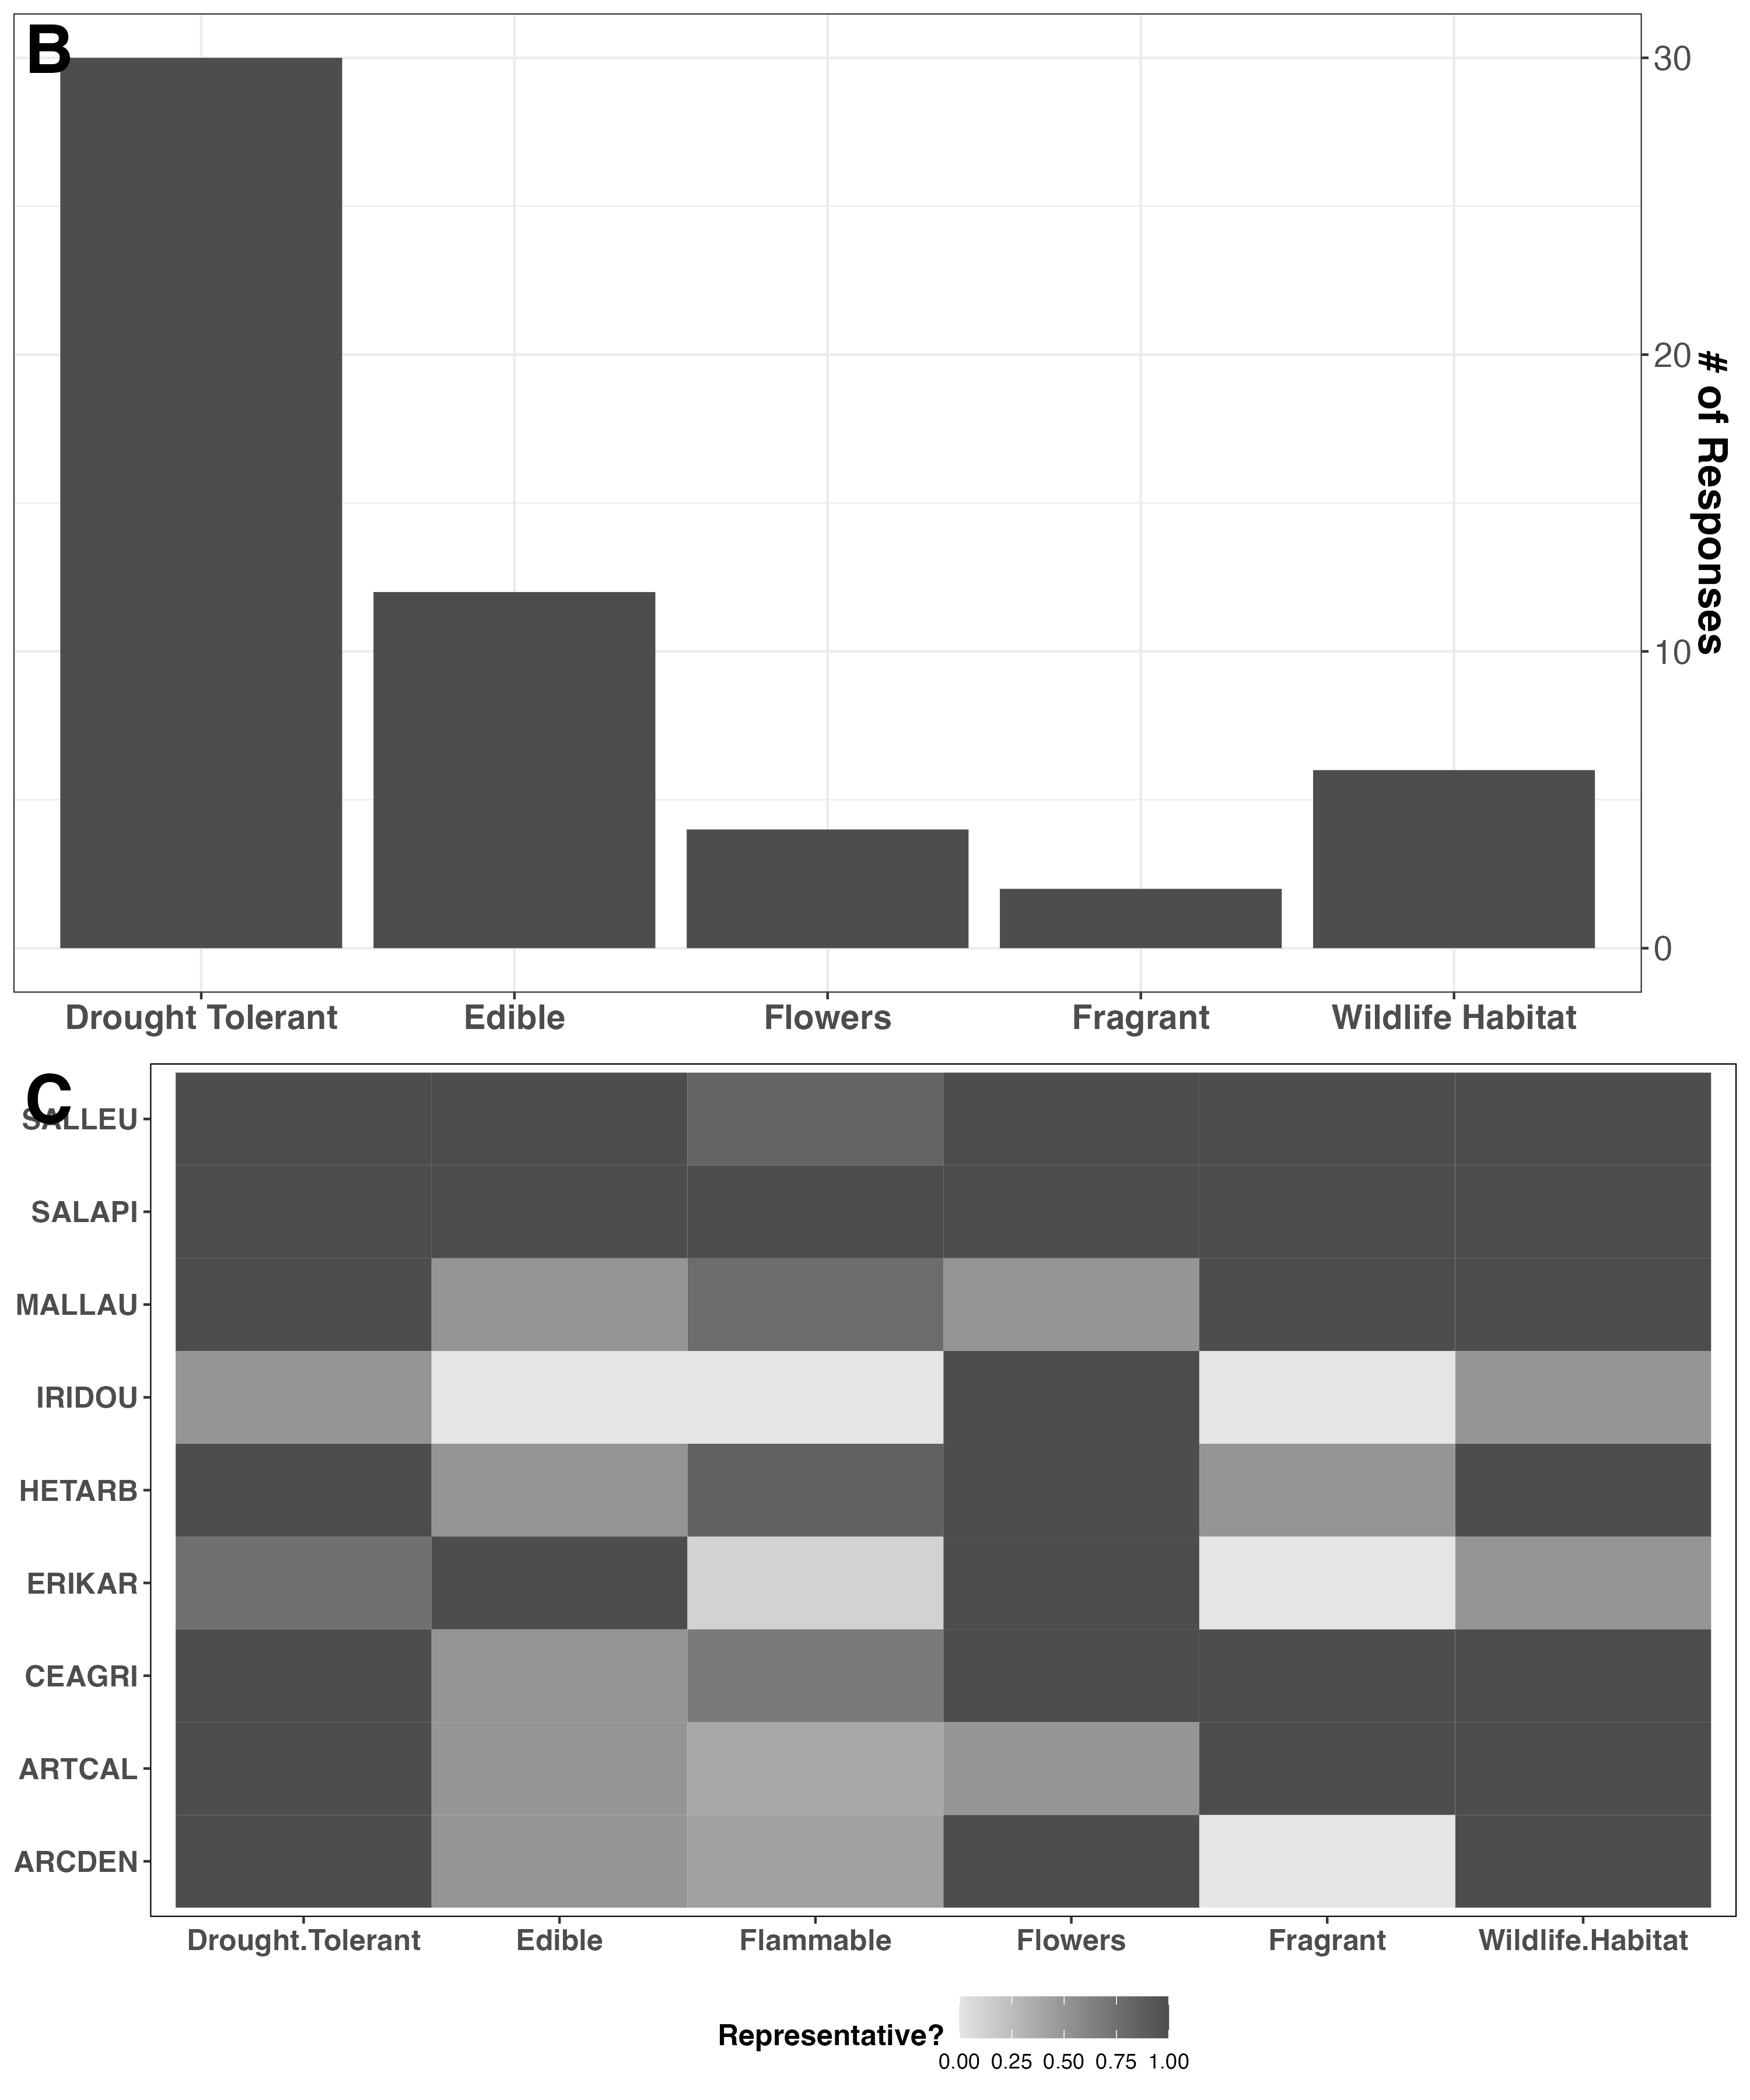 B
30
20
10
0
# of Responses
Drought Tolerant Edible Flowers Fragrant Wildlife Habitat
C
SALLEU
SALAPI
MALLAU
IRIDOU
HETARB
ERIKAR
CEAGRI
ARTCAL
ARCDEN
Drought.Tolerant Edible Flammable Flowers Fragrant Wildlife.Habitat
Representative?
0.00 0.25 0.50 0.75 1.00